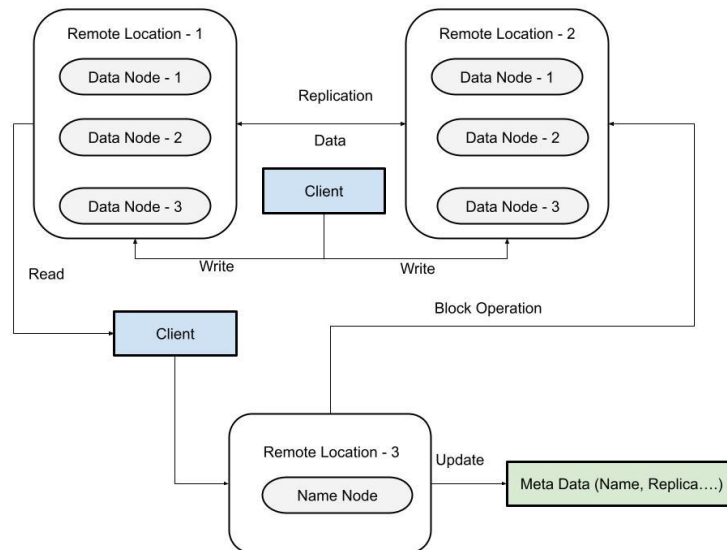 Remote Location - 1
Data Node - 1
Data Node - 2
Data Node - 3
Remote Location - 2
Data Node - 1
Data Node - 2
Data Node - 3
Replication
Data
Client
Write
Write
Read
Client
Block Operation
Remote Location - 3
Name Node
Update
Meta Data (Name, Replica….)